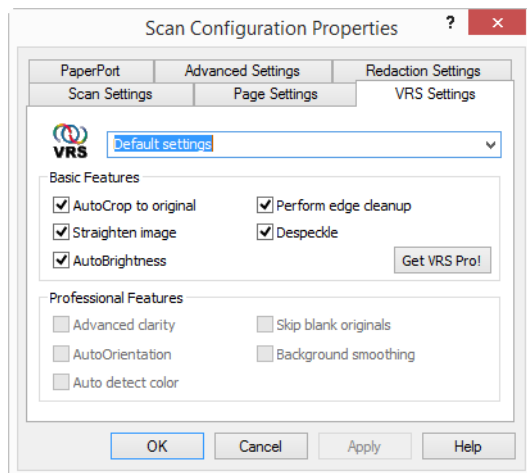 Scan Configuration Properties ? ×
PaperPort Advanced Settings Redaction Settings
Scan Settings Page Settings VRS Settings
VRS
Default settings
Basic Features
AutoCrop to original Perform edge cleanup
Straighten image Despeckle
AutoBrightness Get VRS Pro!
Professional Features
Advanced clarity Skip blank originals
AutoOrientation Background smoothing
Auto detect color
OK Cancel Apply Help